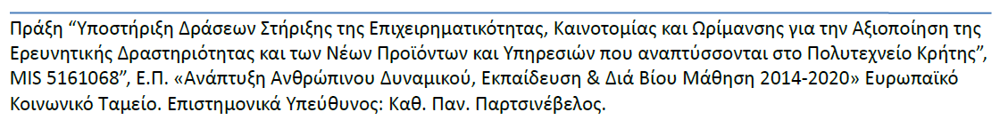 Πράξη “Υποστήριξη Δράσεων Στήριξης της Επιχειρηματικότητας, Καινοτομίας και Ωρίμανσης για την Αξιοποίηση της
Ερευνητικής Δραστηριότητας και των Νέων Προϊόντων και Υπηρεσιών που αναπτύσσονται στο Πολυτεχνείο Κρήτης”,
MIS 5161068”, Ε.Π. «Ανάπτυξη Ανθρώπινου Δυναμικού, Εκπαίδευση & Διά Βίου Μάθηση 2014-2020» Ευρωπαϊκό
Κοινωνικό Ταμείο. Επιστημονικά Υπεύθυνος: Καθ. Παν. Παρτσινέβελος.